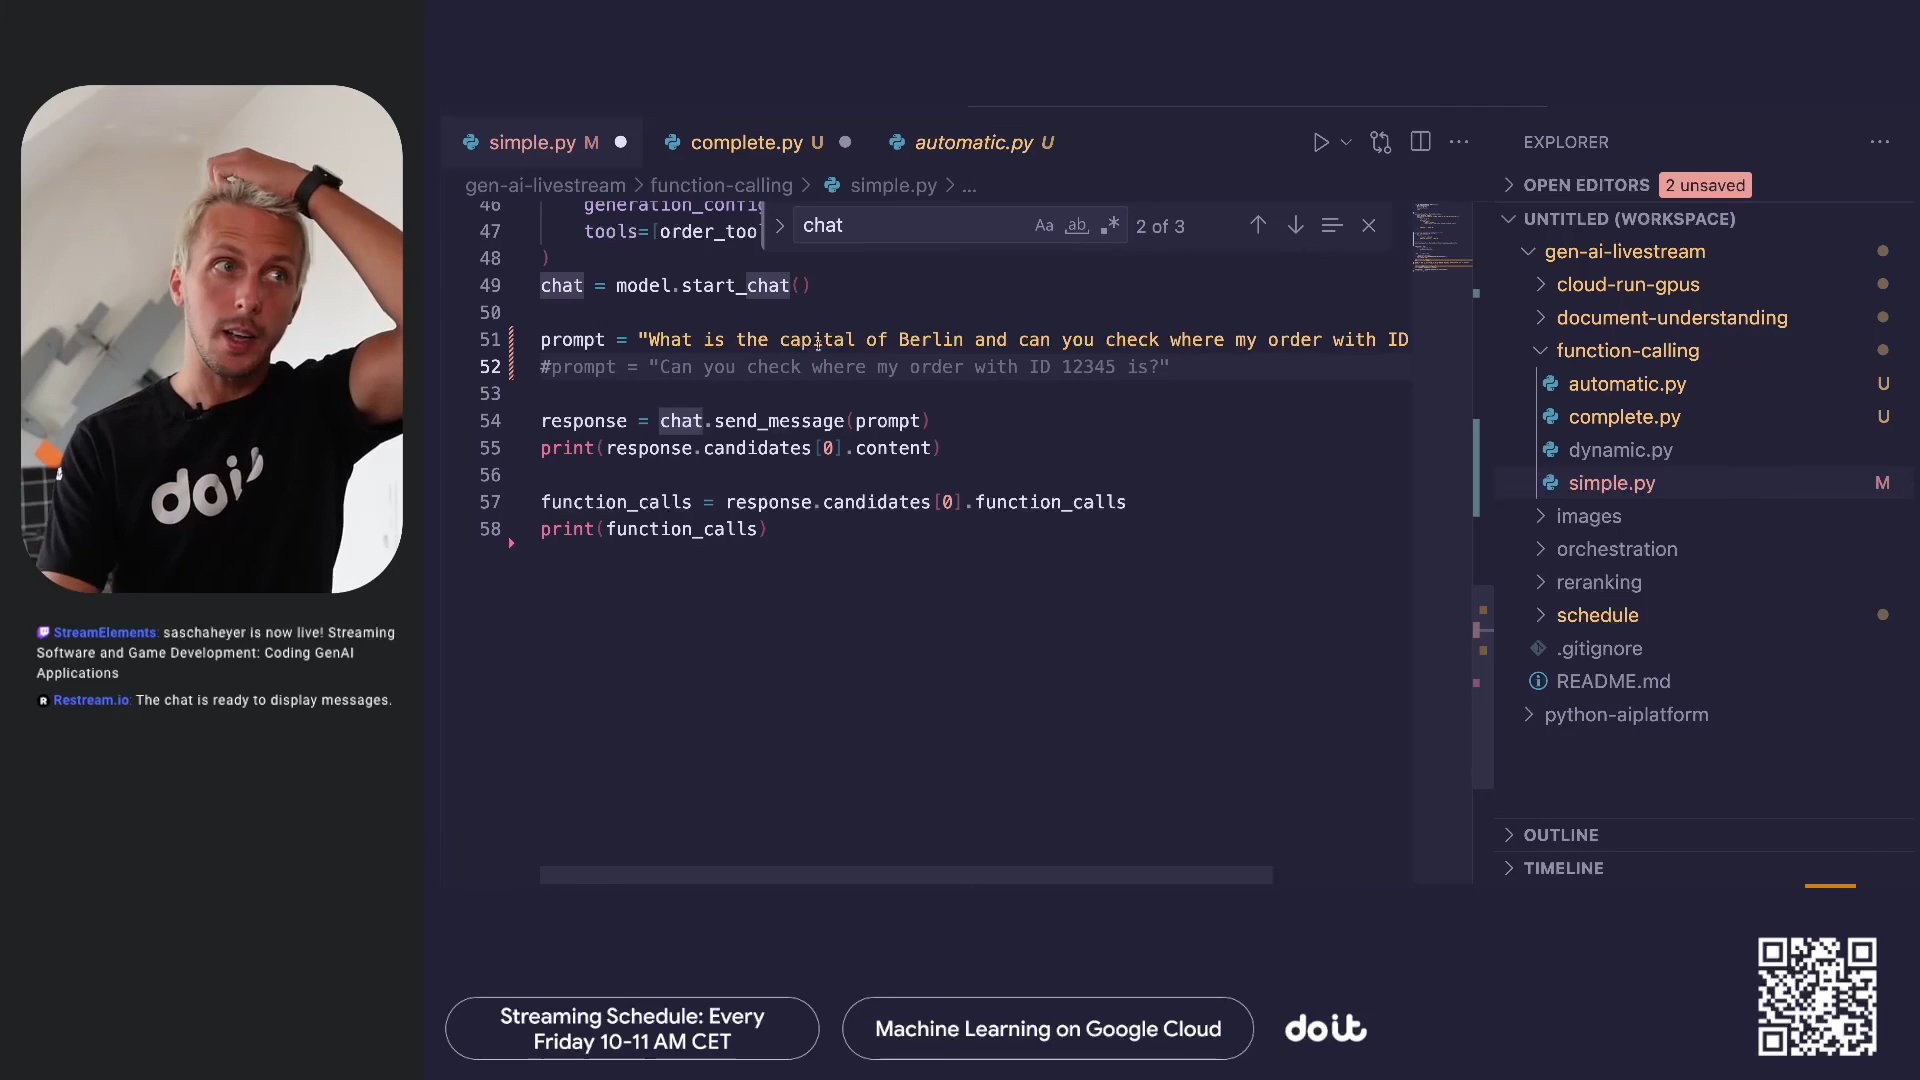 doit
StreamElements: saschaheyer is now live! Streaming
Software and Game Development: Coding GenAI
Applications
Restream.io: The chat is ready to display messages.
simple.py M
complete.py U
automatic.py U
gen-ai-livestream > function-calling > simple.py > ...
chat
Aa ab .*
2 of 3
46 generation_config
47 tools=[order_too
48 )
49 chat = model.start_chat()
50
51 prompt = "What is the capital of Berlin and can you check where my order with ID
52 #prompt = "Can you check where my order with ID 12345 is?"
53
54 response = chat.send_message(prompt)
55 print(response.candidates[0].content)
56
57 function_calls = response.candidates[0].function_calls
58 print(function_calls)
EXPLORER
OPEN EDITORS 2 unsaved
UNTITLED (WORKSPACE)
gen-ai-livestream
cloud-run-gpus
document-understanding
function-calling
automatic.py U
complete.py U
dynamic.py
simple.py M
images
orchestration
reranking
schedule
.gitignore
README.md
python-aiplatform
OUTLINE
TIMELINE
Streaming Schedule: Every
Friday 10-11 AM CET
Machine Learning on Google Cloud
doit